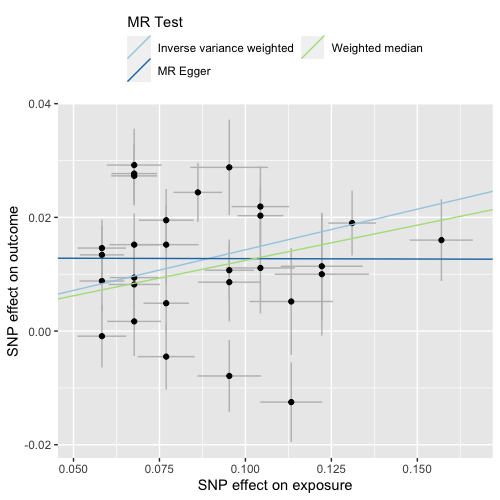 MR Test
Inverse variance weighted
Weighted median
MR Egger
0.04
0.02
0.00
-0.02
SNP effect on outcome
0.050
0.075
0.100
0.125
0.150
SNP effect on exposure